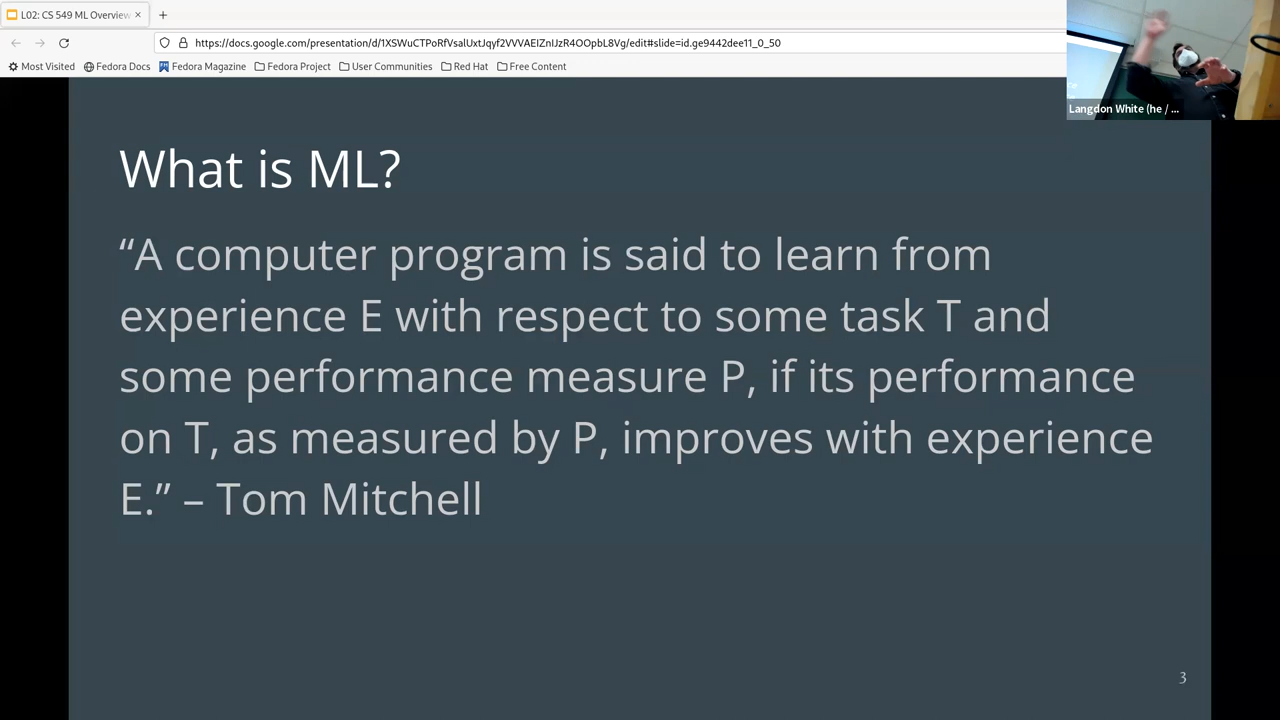 L02: CS 549 ML Overview
https://docs.google.com/presentation/d/1XSWuCTPoRfVsalUxtJqyf2VVVAEIZnIJzR4OOpbL8Vg/edit#slide=id.ge9442dee11_0_50
Most Visited Fedora Docs Fedora Magazine Fedora Project User Communities Red Hat Free Content
Langdon White (he / ...
What is ML?
“A computer program is said to learn from
experience E with respect to some task T and
some performance measure P, if its performance
on T, as measured by P, improves with experience
E.” – Tom Mitchell
3